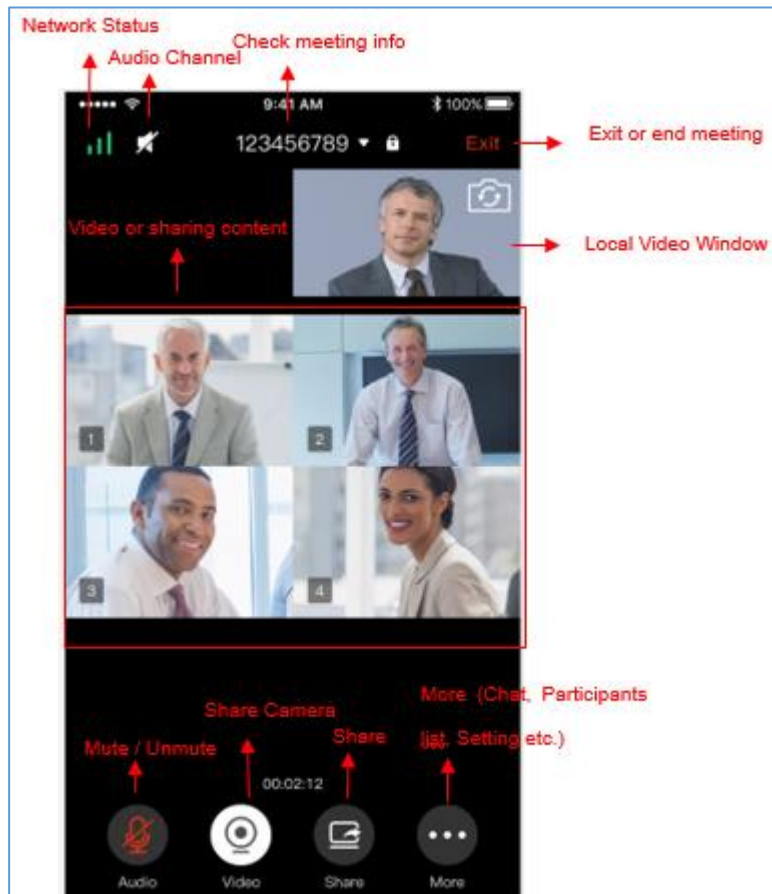 Network Status
Audio Channel
Check meeting info
9:41 AM
100%
123456789
Exit
Exit or end meeting
Video or sharing content
Local Video Window
1
2
3
4
More (Chat, Participants
list, Setting etc.)
Share Camera
Share
Mute / Unmute
00:02:12
Audio
Video
Share
More